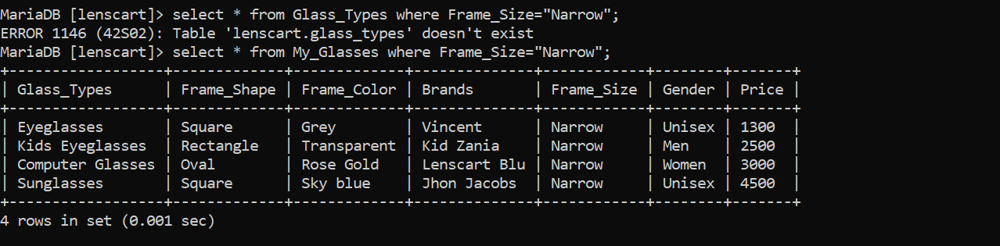 MariaDB [lenscart]> select * from Glass_Types where Frame_Size="Narrow";
ERROR 1146 (42S02): Table 'lenscart.glass_types' doesn't exist
MariaDB [lenscart]> select * from My_Glasses where Frame_Size="Narrow";
+------------------+-------------+-------------+--------------+------------+--------+-------+
| Glass_Types      | Frame_Shape | Frame_Color | Brands       | Frame_Size | Gender | Price |
+------------------+-------------+-------------+--------------+------------+--------+-------+
| Eyeglasses       | Square      | Grey        | Vincent      | Narrow     | Unisex | 1300  |
| Kids Eyeglasses  | Rectangle   | Transparent | Kid Zania    | Narrow     | Men    | 2500  |
| Computer Glasses | Oval        | Rose Gold   | Lenscart Blu | Narrow     | Women  | 3000  |
| Sunglasses       | Square      | Sky blue    | Jhon Jacobs  | Narrow     | Unisex | 4500  |
+------------------+-------------+-------------+--------------+------------+--------+-------+
4 rows in set (0.001 sec)